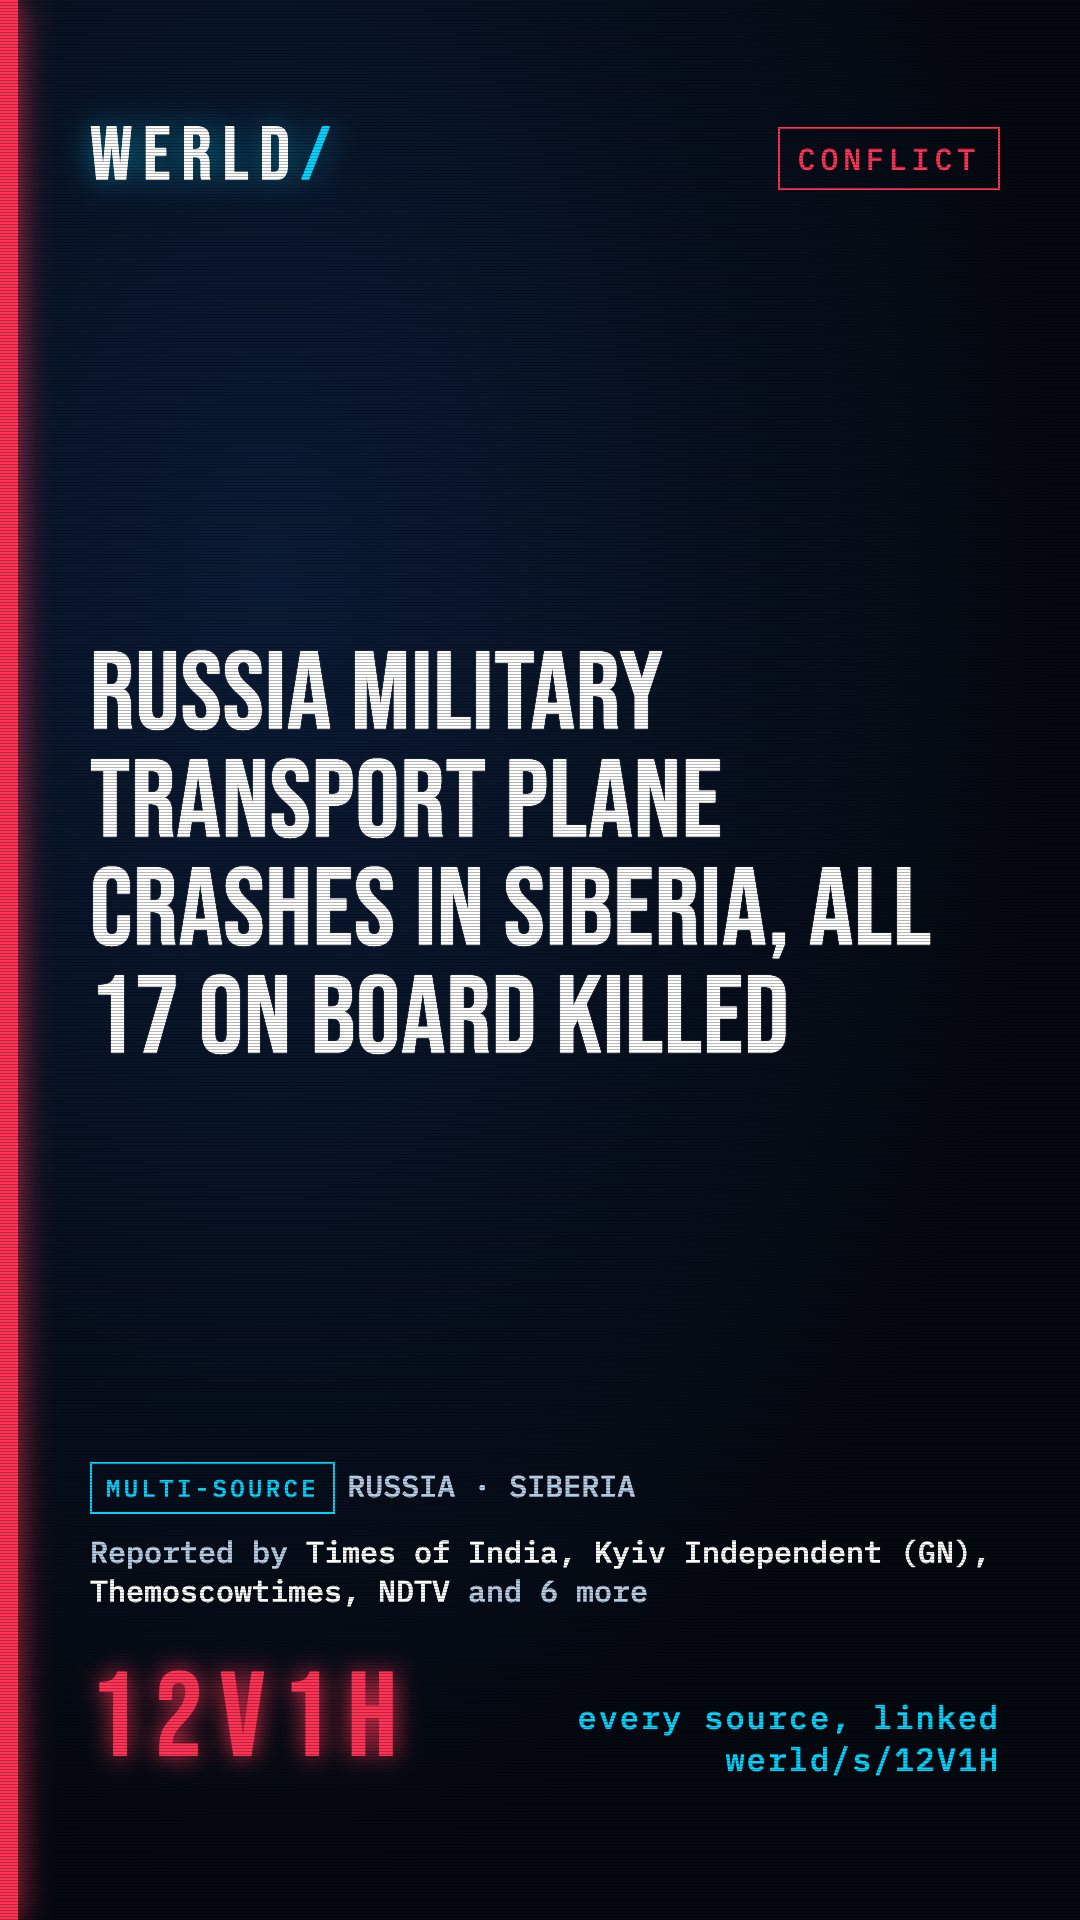 WERLD/
CONFLICT
RUSSIA MILITARY
TRANSPORT PLANE
CRASHES IN SIBERIA, ALL
17 ON BOARD KILLED
MULTI-SOURCE RUSSIA · SIBERIA
Reported by Times of India, Kyiv Independent (GN),
Themoscowtimes, NDTV and 6 more
12V1H
every source, linked
werld/s/12V1H